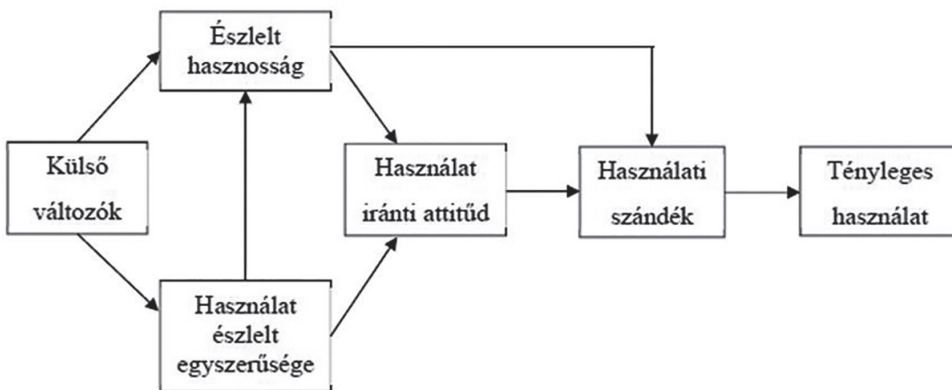 Észlelt
hasznosság
Külső
változók
Használat
észlelt
egyszerűsége
Használat
iránti attitűd
Használati
szándék
Tényleges
használat